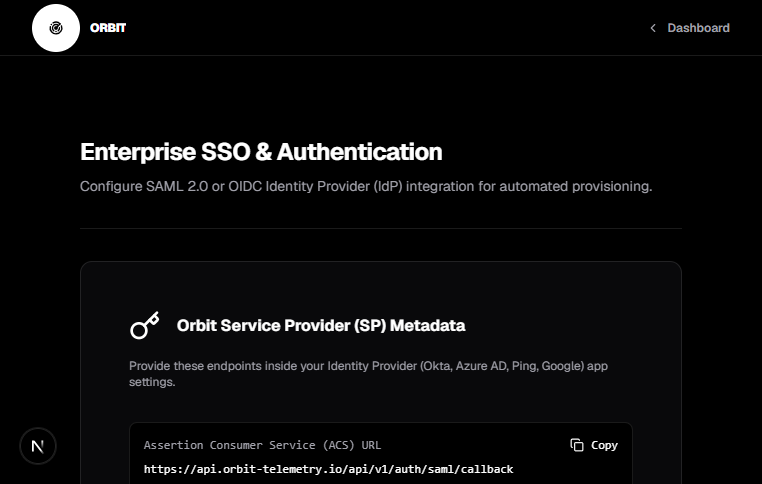 ORBIT
Dashboard
Enterprise SSO & Authentication
Configure SAML 2.0 or OIDC Identity Provider (IdP) integration for automated provisioning.
Orbit Service Provider (SP) Metadata
Provide these endpoints inside your Identity Provider (Okta, Azure AD, Ping, Google) app
settings.
Assertion Consumer Service (ACS) URL
Copy
https://api.orbit-telemetry.io/api/v1/auth/saml/callback
N